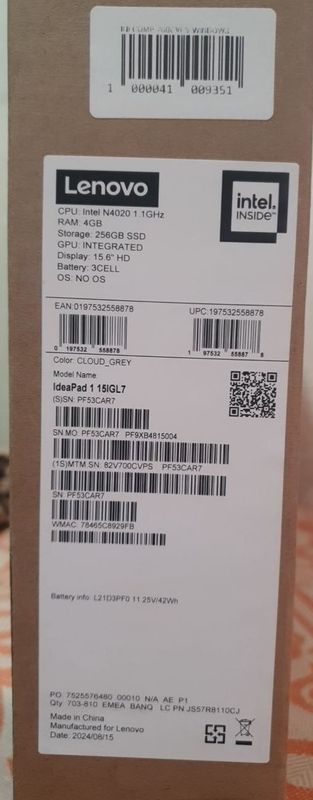 1 000041 009351
Lenovo
intel.
INSIDE™
CPU: Intel N4020 1.1GHz
RAM: 4GB
Storage: 256GB SSD
GPU: INTEGRATED
Display: 15.6" HD
Battery: 3CELL
OS: NO OS
EAN:0197532558878
UPC:197532558878
0 197532 558878
1 97532 55887 8
Color: CLOUD_GREY
Model Name:
IdeaPad 1 15IGL7
(S)SN: PF53CAR7
SN.MO: PF53CAR7 PF9XB4815004
(1S)MTM.SN: 82V700CVPS PF53CAR7
SN: PF53CAR7
WMAC: 78465C8929FB
Battery info: L21D3PF0 11.25V/42Wh
PO 7525576480 00010 N/A AE P1
Qty 703-810 EMEA BANQ LC PN JS57R8110CJ
Made in China
Manufactured for Lenovo
Date: 2024/08/15